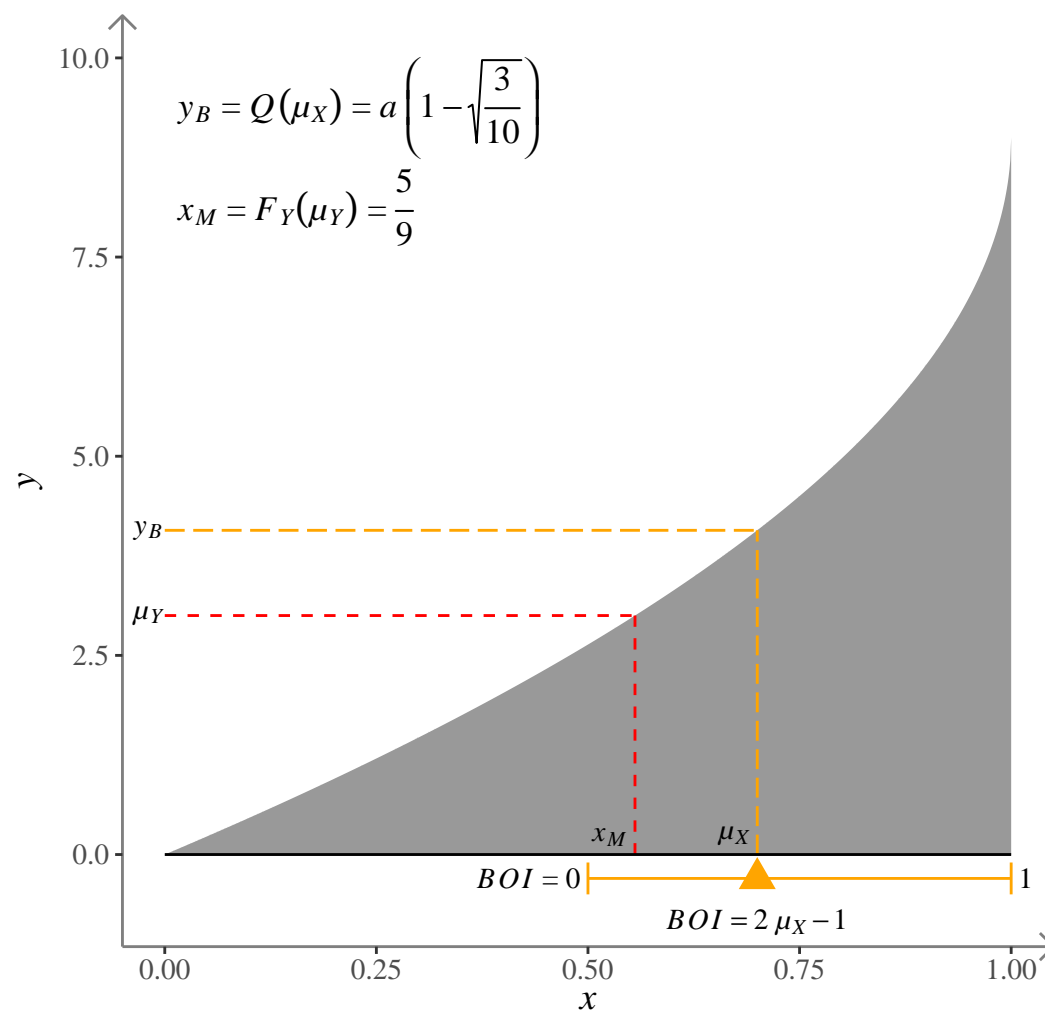 10.0
y_B = Q(μ_X) = a(1 − √(3/10))
x_M = F_Y(μ_Y) = 5/9
7.5
y
5.0
y_B
μ_Y
2.5
x_M
μ_X
0.0
BOI = 0
1
BOI = 2 μ_X − 1
0.00 0.25 0.50 0.75 1.00
x